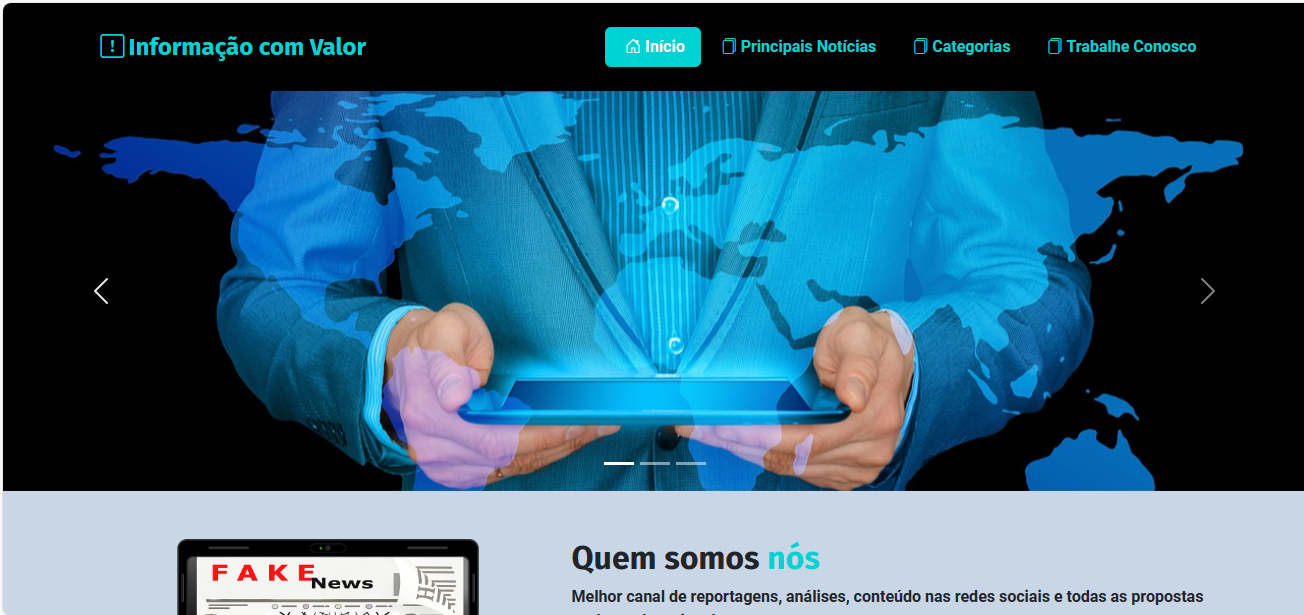 ! Informação com Valor
Início Principais Notícias Categorias Trabalhe Conosco
FAKE
News
Quem somos nós
Melhor canal de reportagens, análises, conteúdo nas redes sociais e todas as propostas